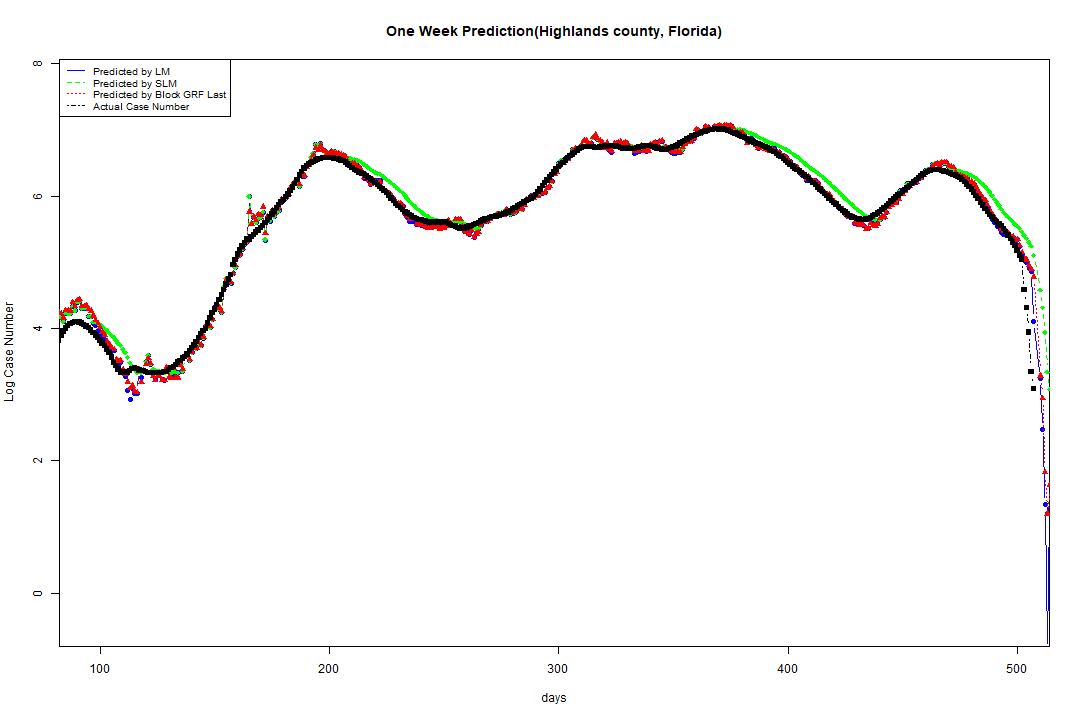 One Week Prediction(Highlands county, Florida)
Predicted by LM
Predicted by SLM
Predicted by Block GRF Last
Actual Case Number
8
6
4
2
0
Log Case Number
100 200 300 400 500
days